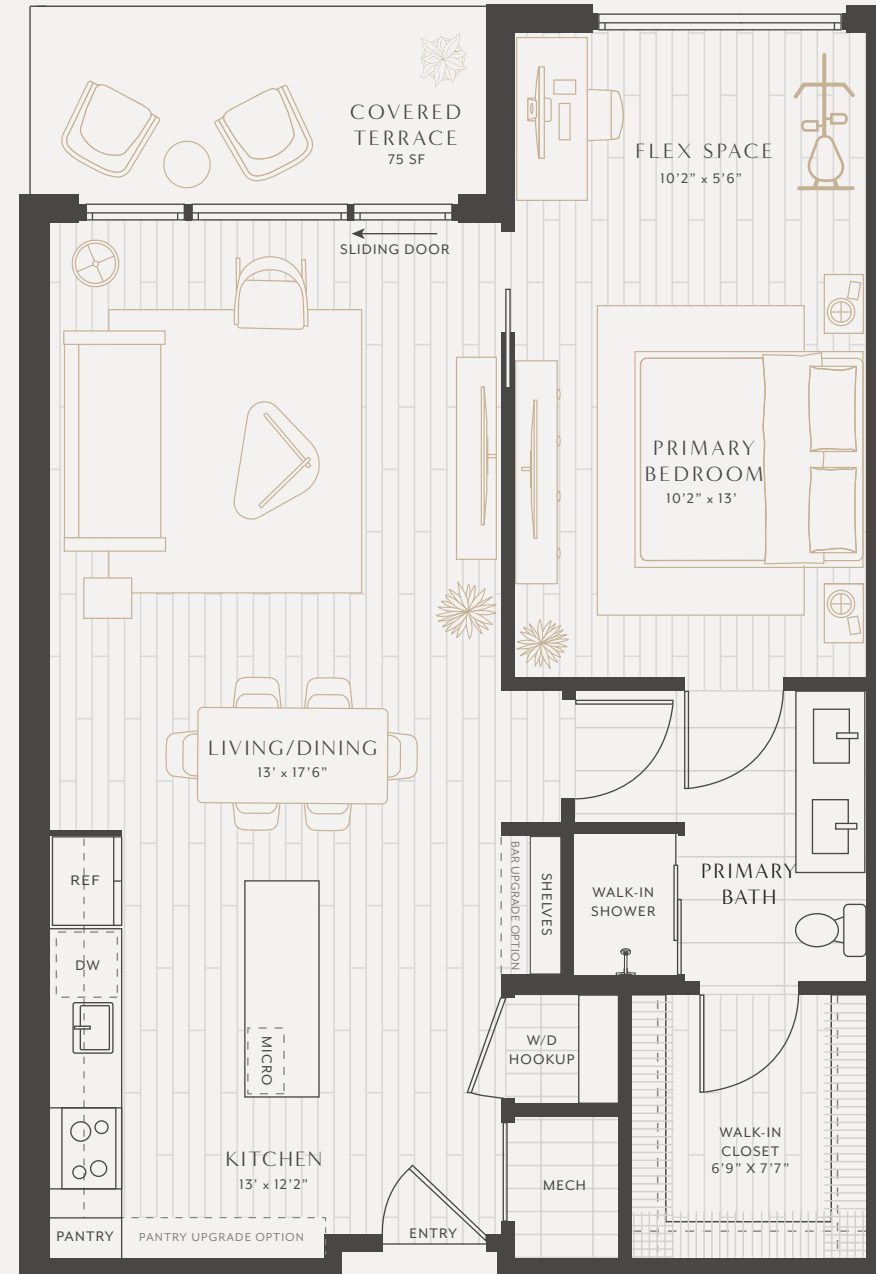 COVERED
TERRACE
75 SF
FLEX SPACE
10’2” x 5’6”
SLIDING DOOR
PRIMARY
BEDROOM
10’2” x 13’
LIVING/DINING
13’ x 17’6”
REF
BAR UPGRADE OPTION
SHELVES
WALK-IN
SHOWER
PRIMARY
BATH
DW
MICRO
W/D
HOOKUP
KITCHEN
13’ x 12’2”
WALK-IN
CLOSET
6’9” X 7’7”
MECH
PANTRY
PANTRY UPGRADE OPTION
ENTRY